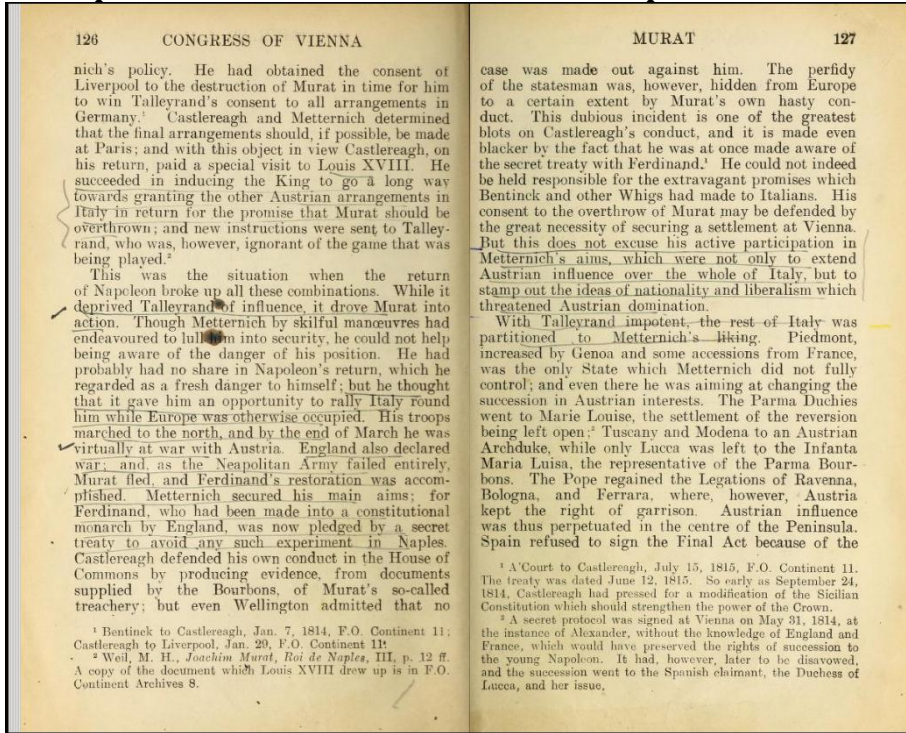 126 CONGRESS OF VIENNA
nich's policy. He had obtained the consent of
Liverpool to the destruction of Murat in time for him
to win Talleyrand's consent to all arrangements in
Germany.¹ Castlereagh and Metternich determined
that the final arrangements should, if possible, be made
at Paris; and with this object in view Castlereagh, on
his return, paid a special visit to Louis XVIII. He
succeeded in inducing the King to go a long way
towards granting the other Austrian arrangements in
Italy in return for the promise that Murat should be
overthrown; and new instructions were sent to Talley-
rand, who was, however, ignorant of the game that was
being played.²
This was the situation when the return
of Napoleon broke up all these combinations. While it
deprived Talleyrand of influence, it drove Murat into
action. Though Metternich by skilful manœuvres had
endeavoured to lull him into security, he could not help
being aware of the danger of his position. He had
probably had no share in Napoleon's return, which he
regarded as a fresh danger to himself; but he thought
that it gave him an opportunity to rally Italy round
him while Europe was otherwise occupied. His troops
marched to the north, and by the end of March he was
virtually at war with Austria. England also declared
war; and, as the Neapolitan Army failed entirely,
Murat fled, and Ferdinand's restoration was accom-
plished. Metternich secured his main aims; for
Ferdinand, who had been made into a constitutional
monarch by England, was now pledged by a secret
treaty to avoid any such experiment in Naples.
Castlereagh defended his own conduct in the House of
Commons by producing evidence, from documents
supplied by the Bourbons, of Murat's so-called
treachery; but even Wellington admitted that no
¹ Bentinck to Castlereagh, Jan. 7, 1814, F.O. Continent 11;
Castlereagh to Liverpool, Jan. 29, F.O. Continent 11.
² Weil, M. H., Joachim Murat, Roi de Naples, III, p. 12 ff.
A copy of the document which Louis XVIII drew up is in F.O.
Continent Archives 8.
MURAT 127
case was made out against him. The perfidy
of the statesman was, however, hidden from Europe
to a certain extent by Murat's own hasty con-
duct. This dubious incident is one of the greatest
blots on Castlereagh's conduct, and it is made even
blacker by the fact that he was at once made aware of
the secret treaty with Ferdinand.¹ He could not indeed
be held responsible for the extravagant promises which
Bentinck and other Whigs had made to Italians. His
consent to the overthrow of Murat may be defended by
the great necessity of securing a settlement at Vienna.
But this does not excuse his active participation in
Metternich's aims, which were not only to extend
Austrian influence over the whole of Italy, but to
stamp out the ideas of nationality and liberalism which
threatened Austrian domination.
With Talleyrand impotent, the rest of Italy was
partitioned to Metternich's liking. Piedmont,
increased by Genoa and some accessions from France,
was the only State which Metternich did not fully
control; and even there he was aiming at changing the
succession in Austrian interests. The Parma Duchies
went to Marie Louise, the settlement of the reversion
being left open;² Tuscany and Modena to an Austrian
Archduke, while only Lucca was left to the Infanta
Maria Luisa, the representative of the Parma Bour-
bons. The Pope regained the Legations of Ravenna,
Bologna, and Ferrara, where, however, Austria
kept the right of garrison. Austrian influence
was thus perpetuated in the centre of the Peninsula.
Spain refused to sign the Final Act because of the
¹ A'Court to Castlereagh, July 15, 1815, F.O. Continent 11.
The treaty was dated June 12, 1815. So early as September 24,
1814, Castlereagh had pressed for a modification of the Sicilian
Constitution which should strengthen the power of the Crown.
² A secret protocol was signed at Vienna on May 31, 1814, at
the instance of Alexander, without the knowledge of England and
France, which would have preserved the rights of succession to
the young Napoleon. It had, however, later to be disavowed,
and the succession went to the Spanish claimant, the Duchess of
Lucca, and her issue.